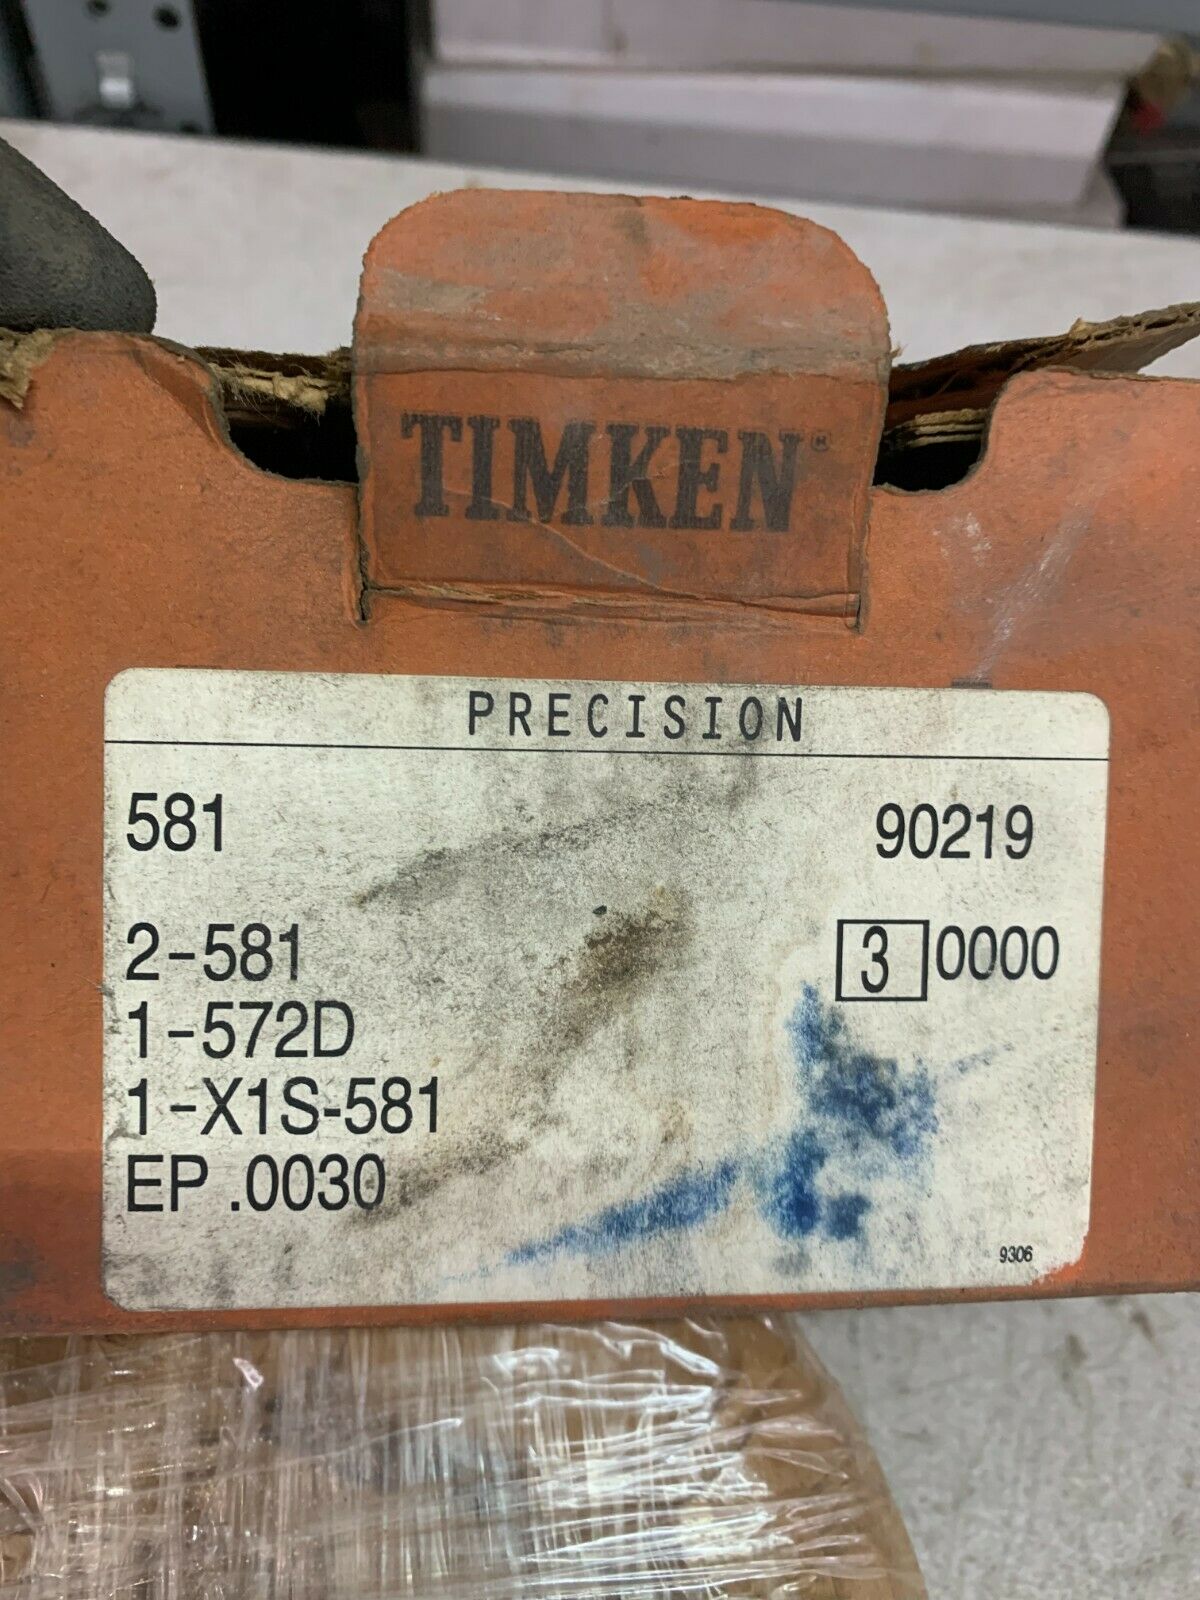 TIMKEN®
PRECISION
581 90219
2-581 3 0000
1-572D
1-X1S-581
EP .0030
9306